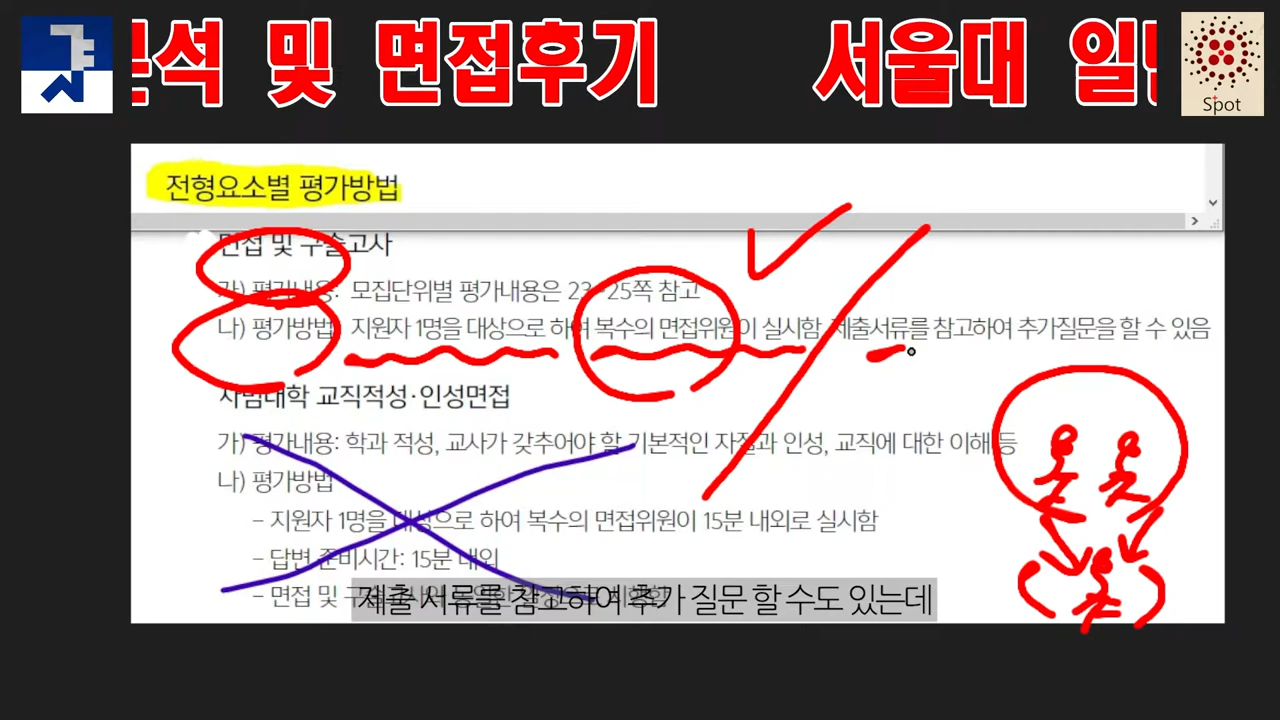 분석 및 면접후기 서울대 일반
Spot
전형요소별 평가방법
면접 및 구술고사
가) 평가내용: 모집단위별 평가내용은 23~25쪽 참고
나) 평가방법: 지원자 1명을 대상으로 하여 복수의 면접위원이 실시함. 제출서류를 참고하여 추가질문을 할 수 있음
사범대학 교직적성·인성면접
가) 평가내용: 학과 적성, 교사가 갖추어야 할 기본적인 자질과 인성, 교직에 대한 이해 등
나) 평가방법
– 지원자 1명을 대상으로 하여 복수의 면접위원이 15분 내외로 실시함
– 답변 준비시간: 15분 내외
– 면접 및
제출 서류를 참고하여 추가 질문 할 수도 있는데